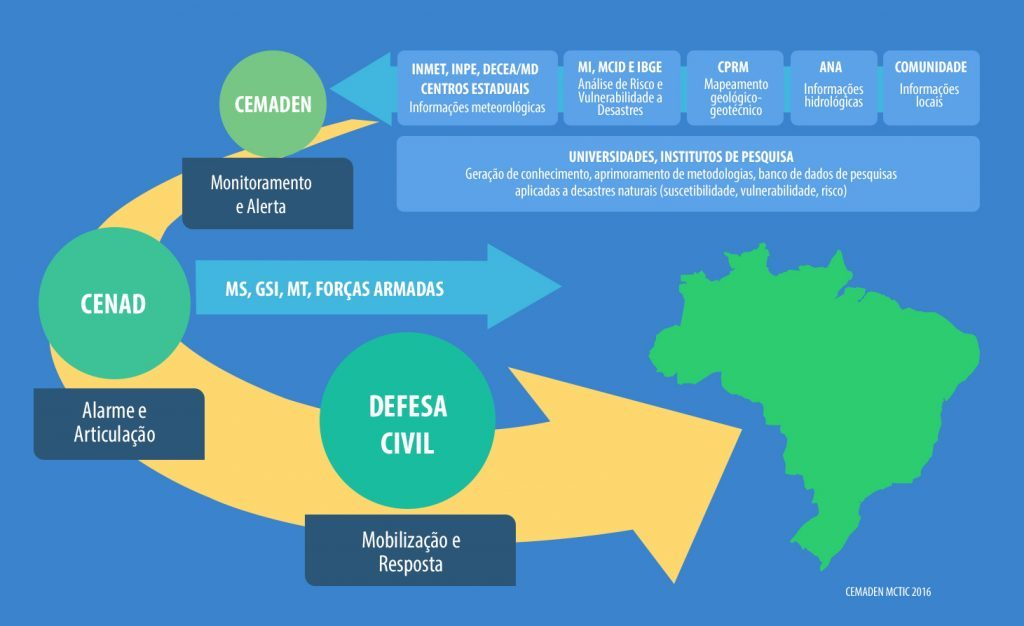 CEMADEN
Monitoramento
e Alerta
INMET, INPE, DECEA/MD
CENTROS ESTADUAIS
Informações meteorológicas
MI, MCID E IBGE
Análise de Risco e
Vulnerabilidade a
Desastres
CPRM
Mapeamento
geológico-
geotécnico
ANA
Informações
hidrológicas
COMUNIDADE
Informações
locais
UNIVERSIDADES, INSTITUTOS DE PESQUISA
Geração de conhecimento, aprimoramento de metodologias, banco de dados de pesquisas
aplicadas a desastres naturais (suscetibilidade, vulnerabilidade, risco)
CENAD
Alarme e
Articulação
MS, GSI, MT, FORÇAS ARMADAS
DEFESA
CIVIL
Mobilização e
Resposta
CEMADEN MCTIC 2016